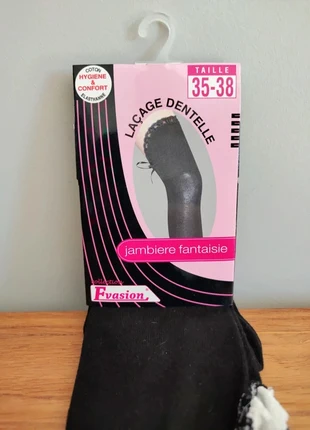 COTON
HYGIENE
& CONFORT
ELASTHANNE
TAILLE
35-38
LAÇAGE DENTELLE
jambiere fantaisie
Evasion